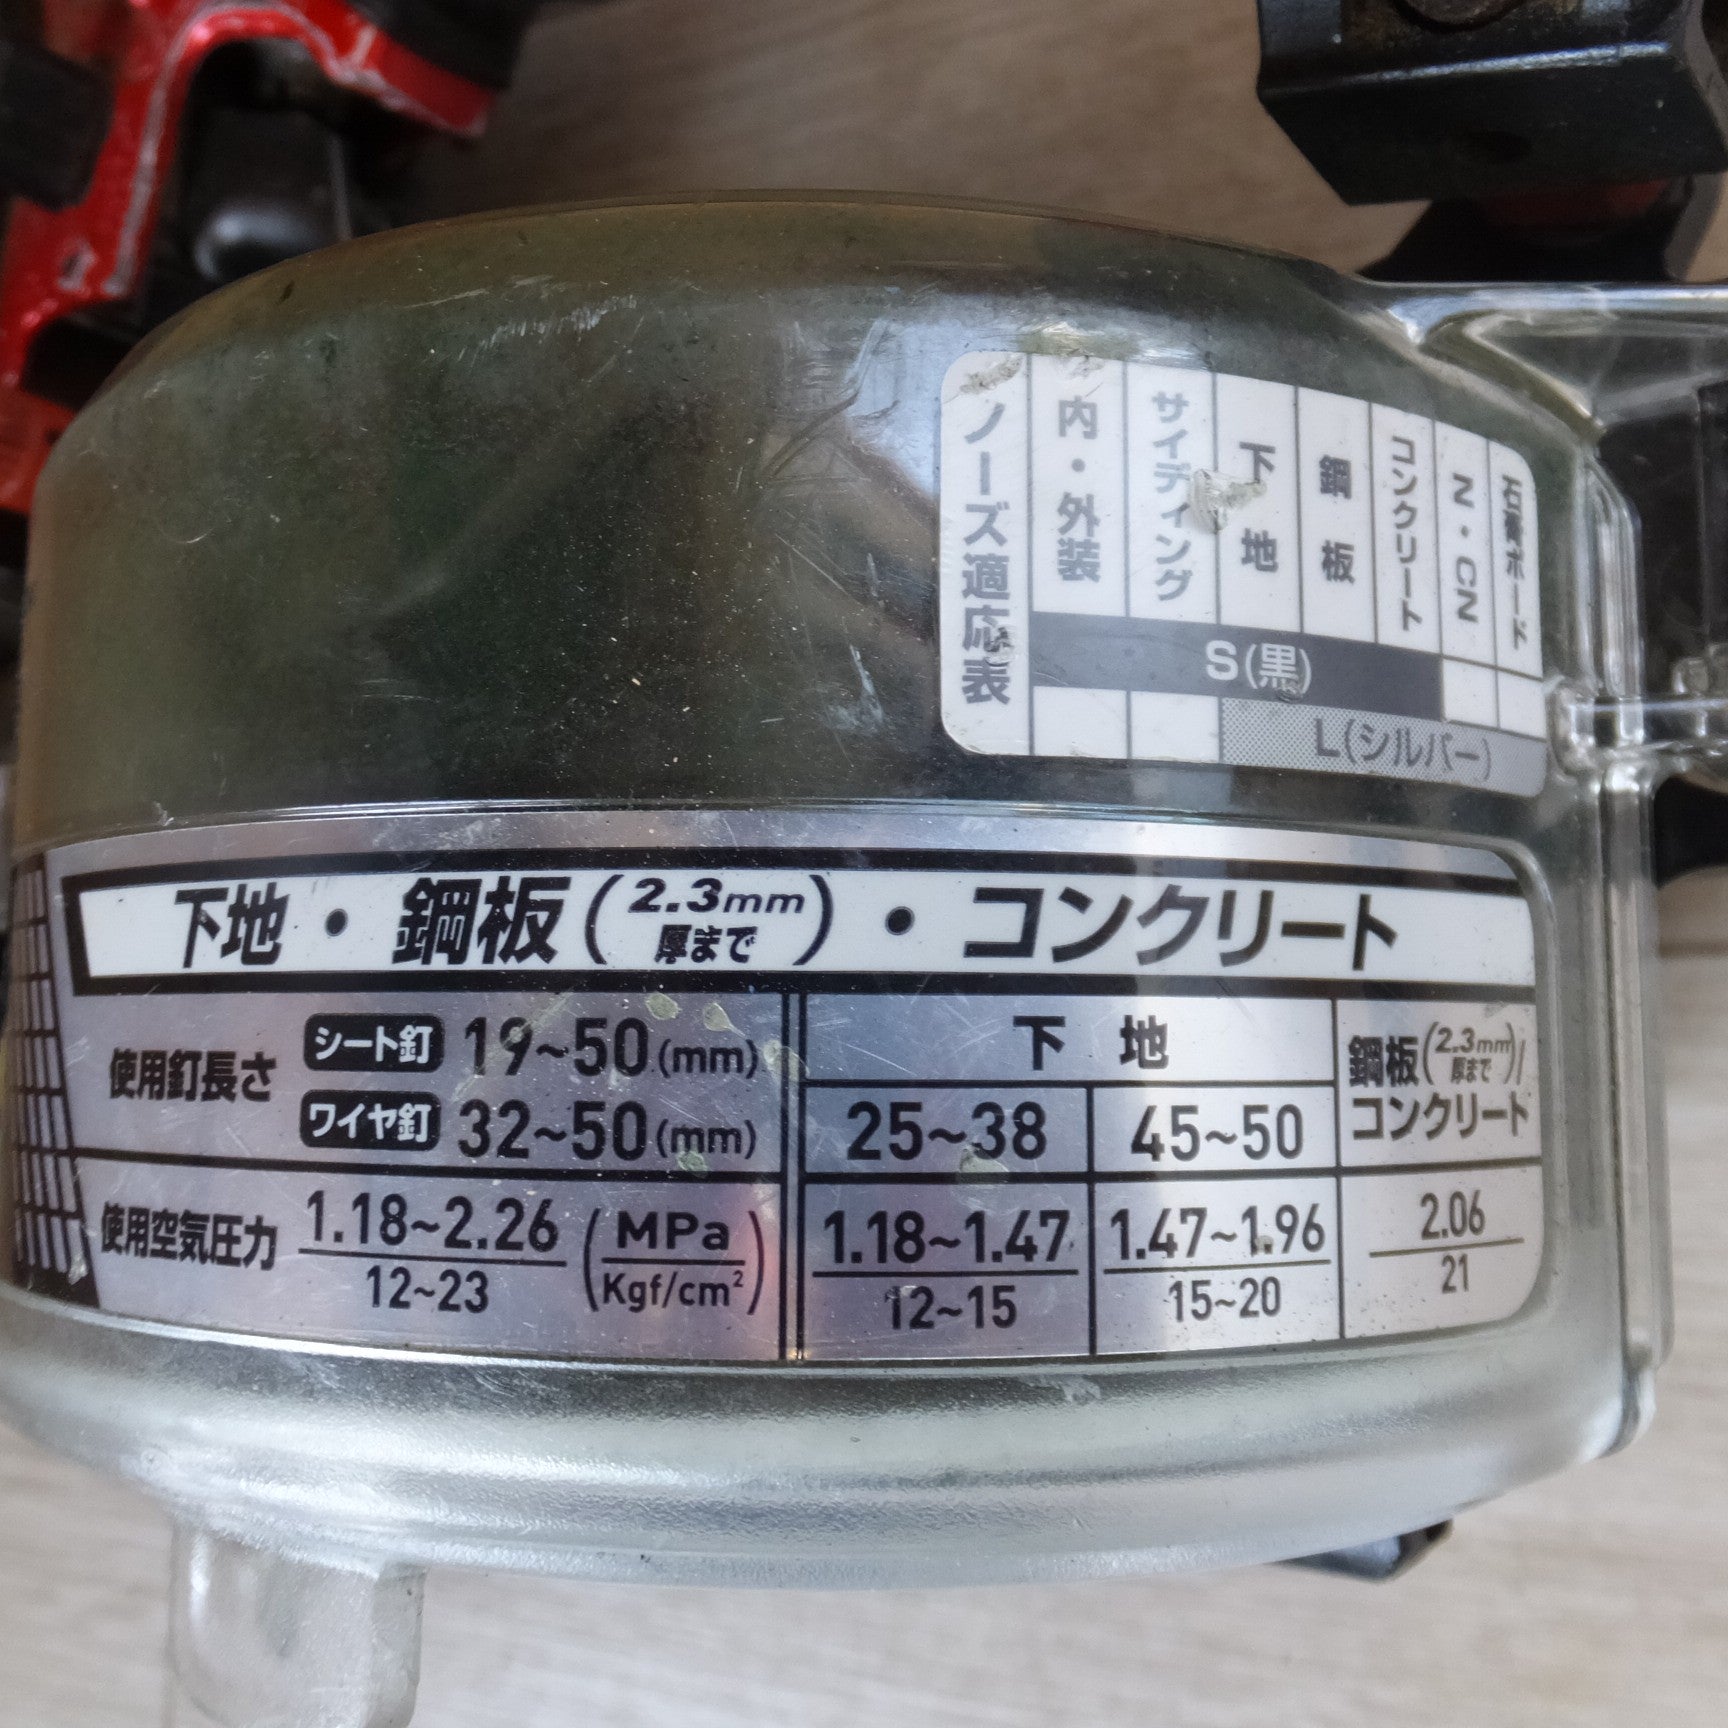 ノーズ適応表
内・外装
サイディング
下地
鋼板
コンクリート
N・CN
石膏ボード
S(黒)
L(シルバー)
下地・鋼板(2.3mm厚まで)・コンクリート
使用釘長さ
シート釘 19~50(mm)
ワイヤ釘 32~50(mm)
使用空気圧力
1.18~2.26
12~23
(MPa
Kgf/cm²)
下 地
25~38
45~50
1.18~1.47
12~15
1.47~1.96
15~20
鋼板(2.3mm厚まで)/
コンクリート
2.06
21